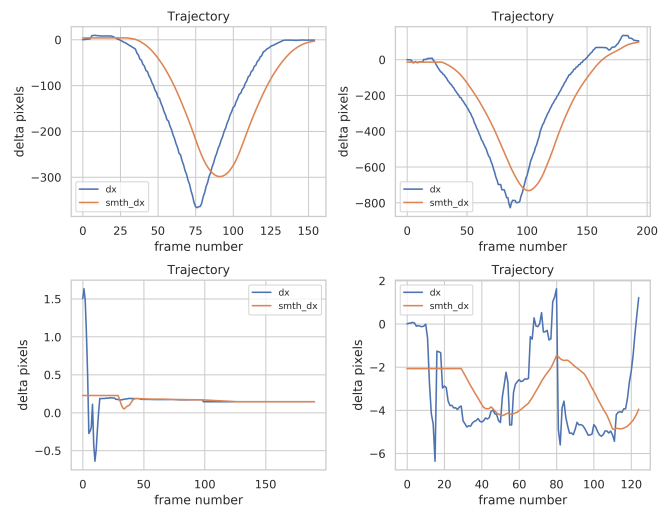 Trajectory
0
−100
−200
−300
delta pixels
dx
smth_dx
0 25 50 75 100 125 150
frame number
Trajectory
0
−200
−400
−600
−800
delta pixels
dx
smth_dx
0 50 100 150 200
frame number
Trajectory
1.5
1.0
0.5
0.0
−0.5
delta pixels
dx
smth_dx
0 50 100 150
frame number
Trajectory
2
0
−2
−4
−6
delta pixels
dx
smth_dx
0 20 40 60 80 100 120
frame number